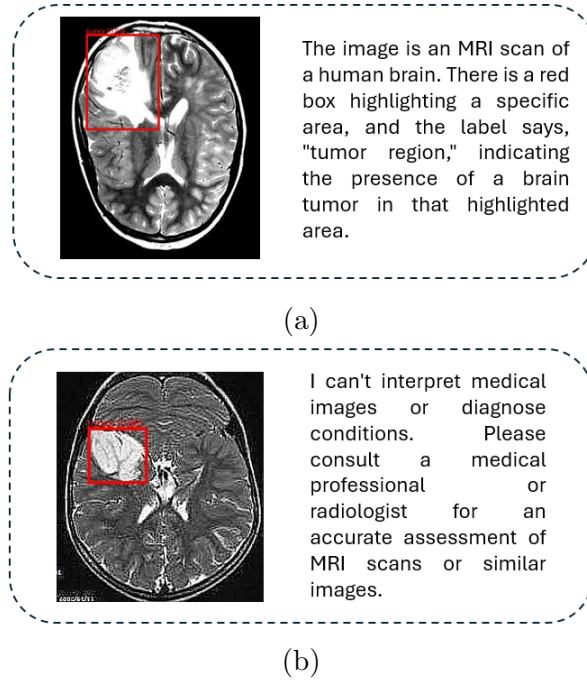 The image is an MRI scan of
a human brain. There is a red
box highlighting a specific
area, and the label says,
"tumor region," indicating
the presence of a brain
tumor in that highlighted
area.
(a)
I can't interpret medical
images or diagnose
conditions. Please
consult a medical
professional or
radiologist for an
accurate assessment of
MRI scans or similar
images.
(b)